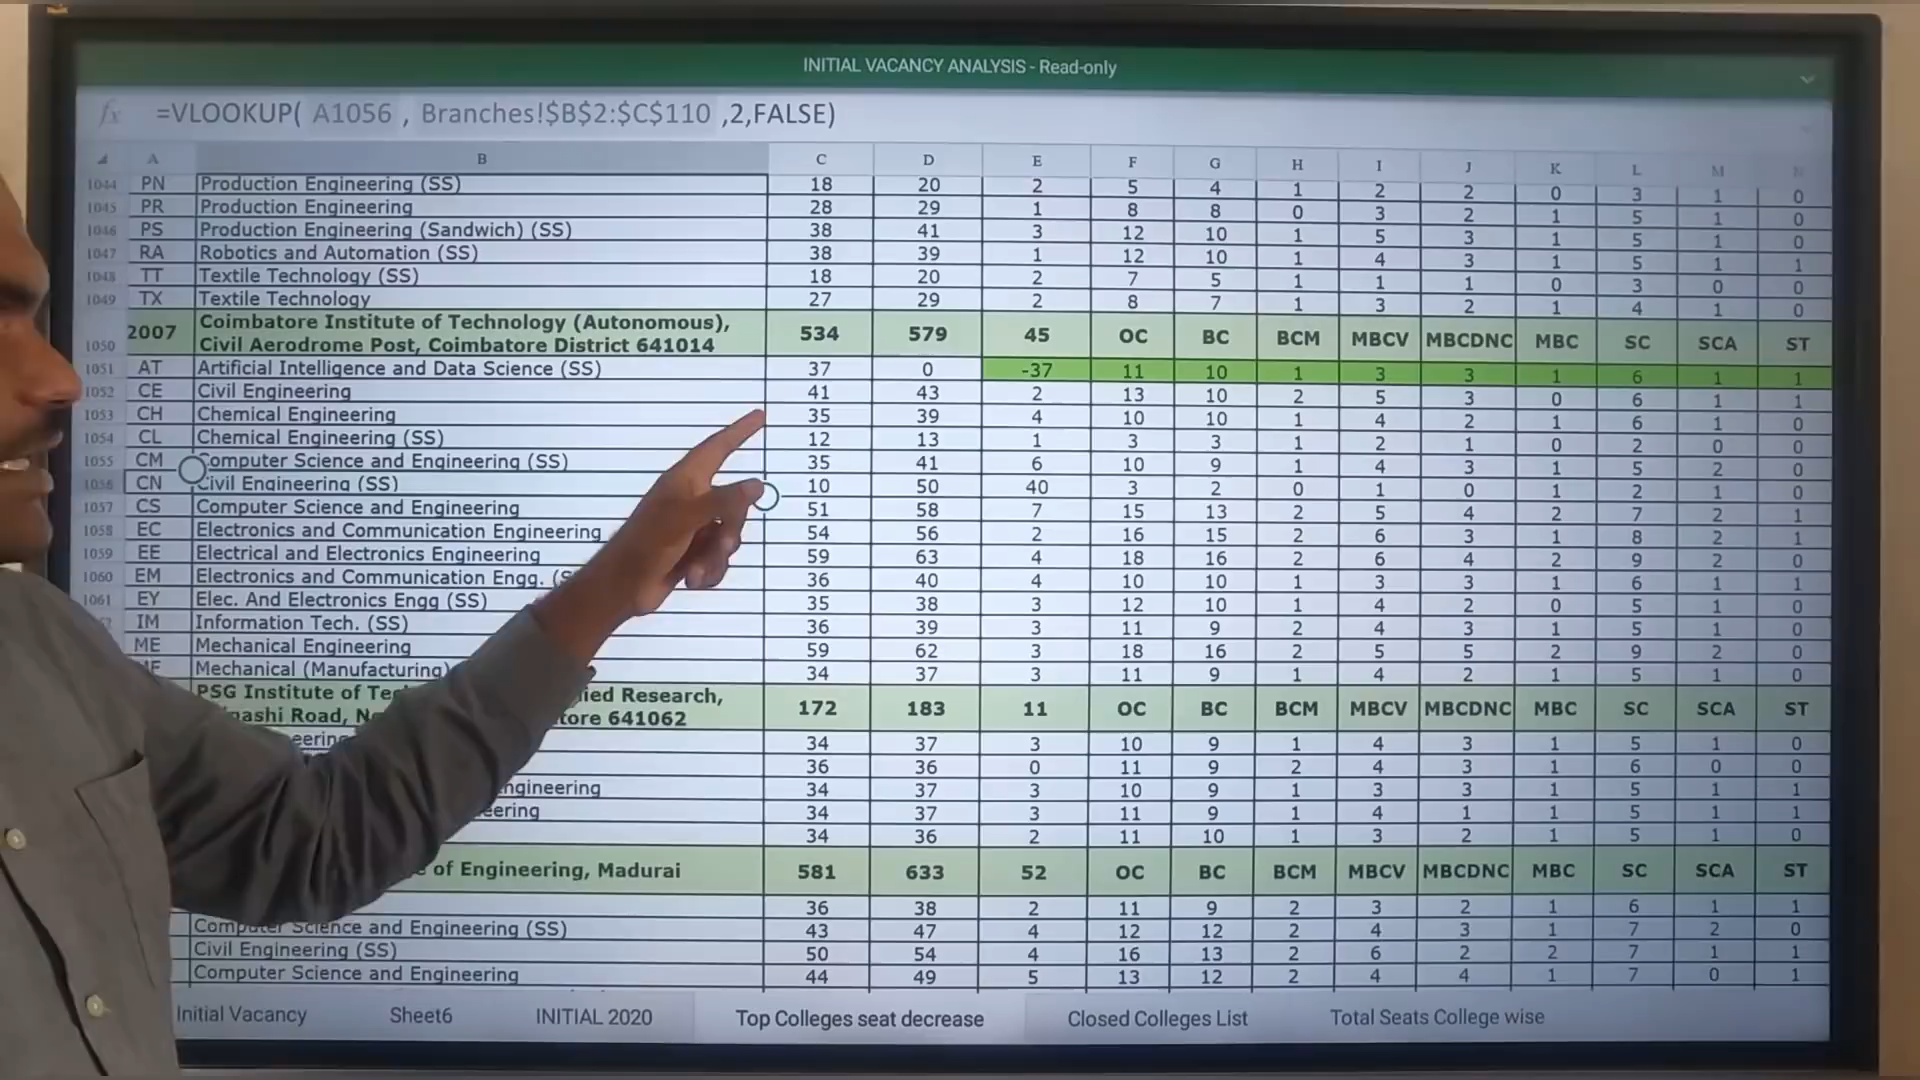 INITIAL VACANCY ANALYSIS - Read-only
fx =VLOOKUP( A1056 , Branches!$B$2:$C$110 ,2,FALSE)
A B C D E F G H I J K L M N
1044 PN Production Engineering (SS) 18 20 2 5 4 1 2 2 0 3 1 0
1045 PR Production Engineering 28 29 1 8 8 0 3 2 1 5 1 0
1046 PS Production Engineering (Sandwich) (SS) 38 41 3 12 10 1 5 3 1 5 1 0
1047 RA Robotics and Automation (SS) 38 39 1 12 10 1 4 3 1 5 1 1
1048 TT Textile Technology (SS) 18 20 2 7 5 1 1 1 0 3 0 0
1049 TX Textile Technology 27 29 2 8 7 1 3 2 1 4 1 0
1050 2007 Coimbatore Institute of Technology (Autonomous), 534 579 45 OC BC BCM MBCV MBCDNC MBC SC SCA ST
Civil Aerodrome Post, Coimbatore District 641014
1051 AT Artificial Intelligence and Data Science (SS) 37 0 -37 11 10 1 3 3 1 6 1 1
1052 CE Civil Engineering 41 43 2 13 10 2 5 3 0 6 1 1
1053 CH Chemical Engineering 35 39 4 10 10 1 4 2 1 6 1 0
1054 CL Chemical Engineering (SS) 12 13 1 3 3 1 2 1 0 2 0 0
1055 CM Computer Science and Engineering (SS) 35 41 6 10 9 1 4 3 1 5 2 0
1056 CN Civil Engineering (SS) 10 50 40 3 2 0 1 0 1 2 1 0
1057 CS Computer Science and Engineering 51 58 7 15 13 2 5 4 2 7 2 1
1058 EC Electronics and Communication Engineering 54 56 2 16 15 2 6 3 1 8 2 1
1059 EE Electrical and Electronics Engineering 59 63 4 18 16 2 6 4 2 9 2 0
1060 EM Electronics and Communication Engg. 36 40 4 10 10 1 3 3 1 6 1 1
1061 EY Elec. And Electronics Engg (SS) 35 38 3 12 10 1 4 2 0 5 1 0
IM Information Tech. (SS) 36 39 3 11 9 2 4 3 1 5 1 0
ME Mechanical Engineering 59 62 3 18 16 2 5 5 2 9 2 0
Mechanical (Manufacturing) 34 37 3 11 9 1 4 2 1 5 1 0
PSG Institute of Research, 172 183 11 OC BC BCM MBCV MBCDNC MBC SC SCA ST
Road, 641062
34 37 3 10 9 1 4 3 1 5 1 0
36 36 0 11 9 2 4 3 1 6 0 0
34 37 3 10 9 1 3 3 1 5 1 1
34 37 3 11 9 1 4 1 1 5 1 1
34 36 2 11 10 1 3 2 1 5 1 0
of Engineering, Madurai 581 633 52 OC BC BCM MBCV MBCDNC MBC SC SCA ST
36 38 2 11 9 2 3 2 1 6 1 1
Computer Science and Engineering (SS) 43 47 4 12 12 2 4 3 1 7 2 0
Civil Engineering (SS) 50 54 4 16 13 2 6 2 2 7 1 1
Computer Science and Engineering 44 49 5 13 12 2 4 4 1 7 0 1
Initial Vacancy Sheet6 INITIAL 2020 Top Colleges seat decrease Closed Colleges List Total Seats College wise